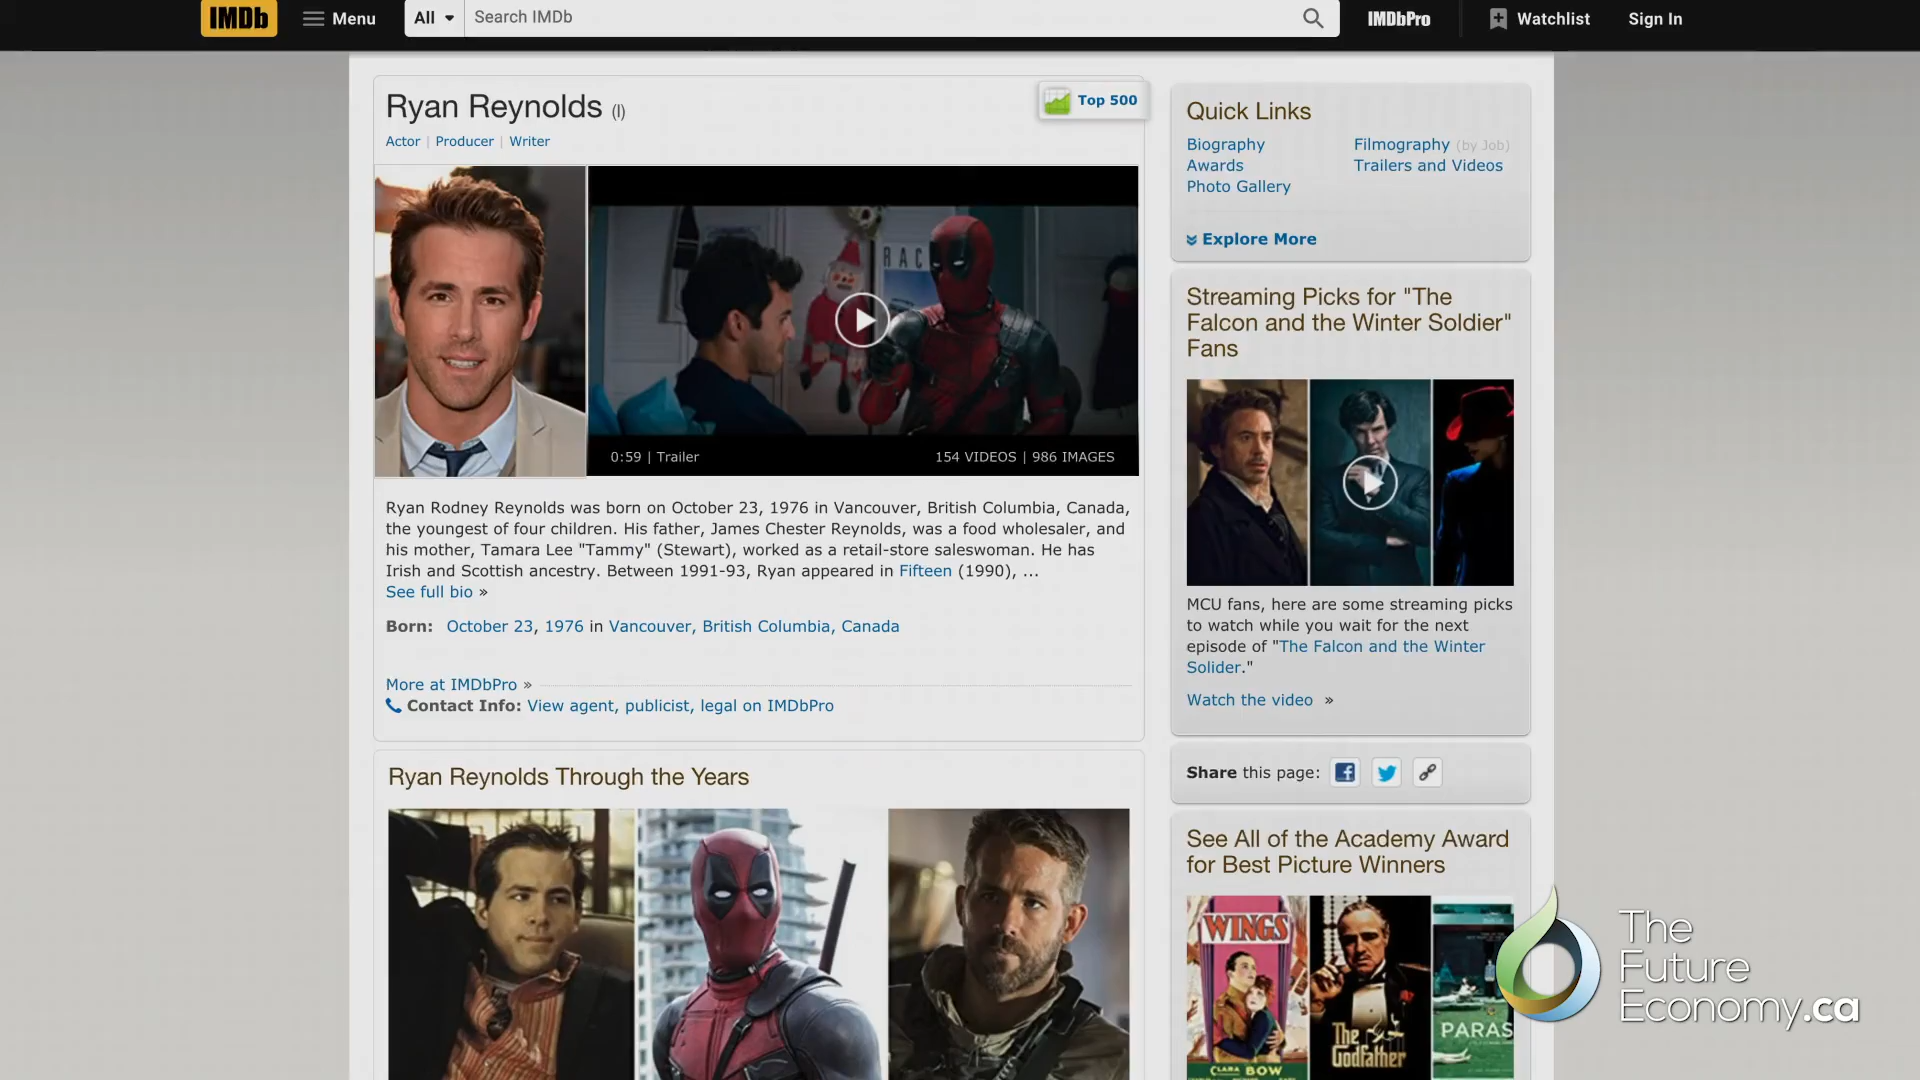 IMDb
Menu
All
Search IMDb
IMDbPro
Watchlist
Sign In
Ryan Reynolds (I)
Top 500
Actor | Producer | Writer
RAC
0:59 | Trailer
154 VIDEOS | 986 IMAGES
Ryan Rodney Reynolds was born on October 23, 1976 in Vancouver, British Columbia, Canada,
the youngest of four children. His father, James Chester Reynolds, was a food wholesaler, and
his mother, Tamara Lee "Tammy" (Stewart), worked as a retail-store saleswoman. He has
Irish and Scottish ancestry. Between 1991-93, Ryan appeared in Fifteen (1990), ...
See full bio »
Born: October 23, 1976 in Vancouver, British Columbia, Canada
More at IMDbPro »
Contact Info: View agent, publicist, legal on IMDbPro
Ryan Reynolds Through the Years
Quick Links
Biography
Filmography (by Job)
Awards
Trailers and Videos
Photo Gallery
Explore More
Streaming Picks for "The
Falcon and the Winter Soldier"
Fans
MCU fans, here are some streaming picks
to watch while you wait for the next
episode of "The Falcon and the Winter
Solider."
Watch the video »
Share this page:
See All of the Academy Award
for Best Picture Winners
WINGS
CLARA BOW
The
Godfather
PARAS
The
Future
Economy.ca